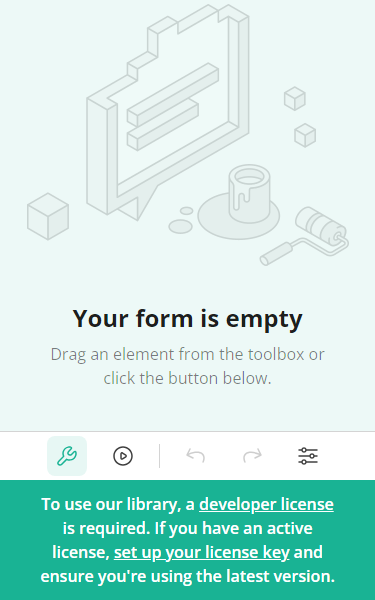 Your form is empty
Drag an element from the toolbox or
click the button below.
To use our library, a developer license
is required. If you have an active
license, set up your license key and
ensure you're using the latest version.